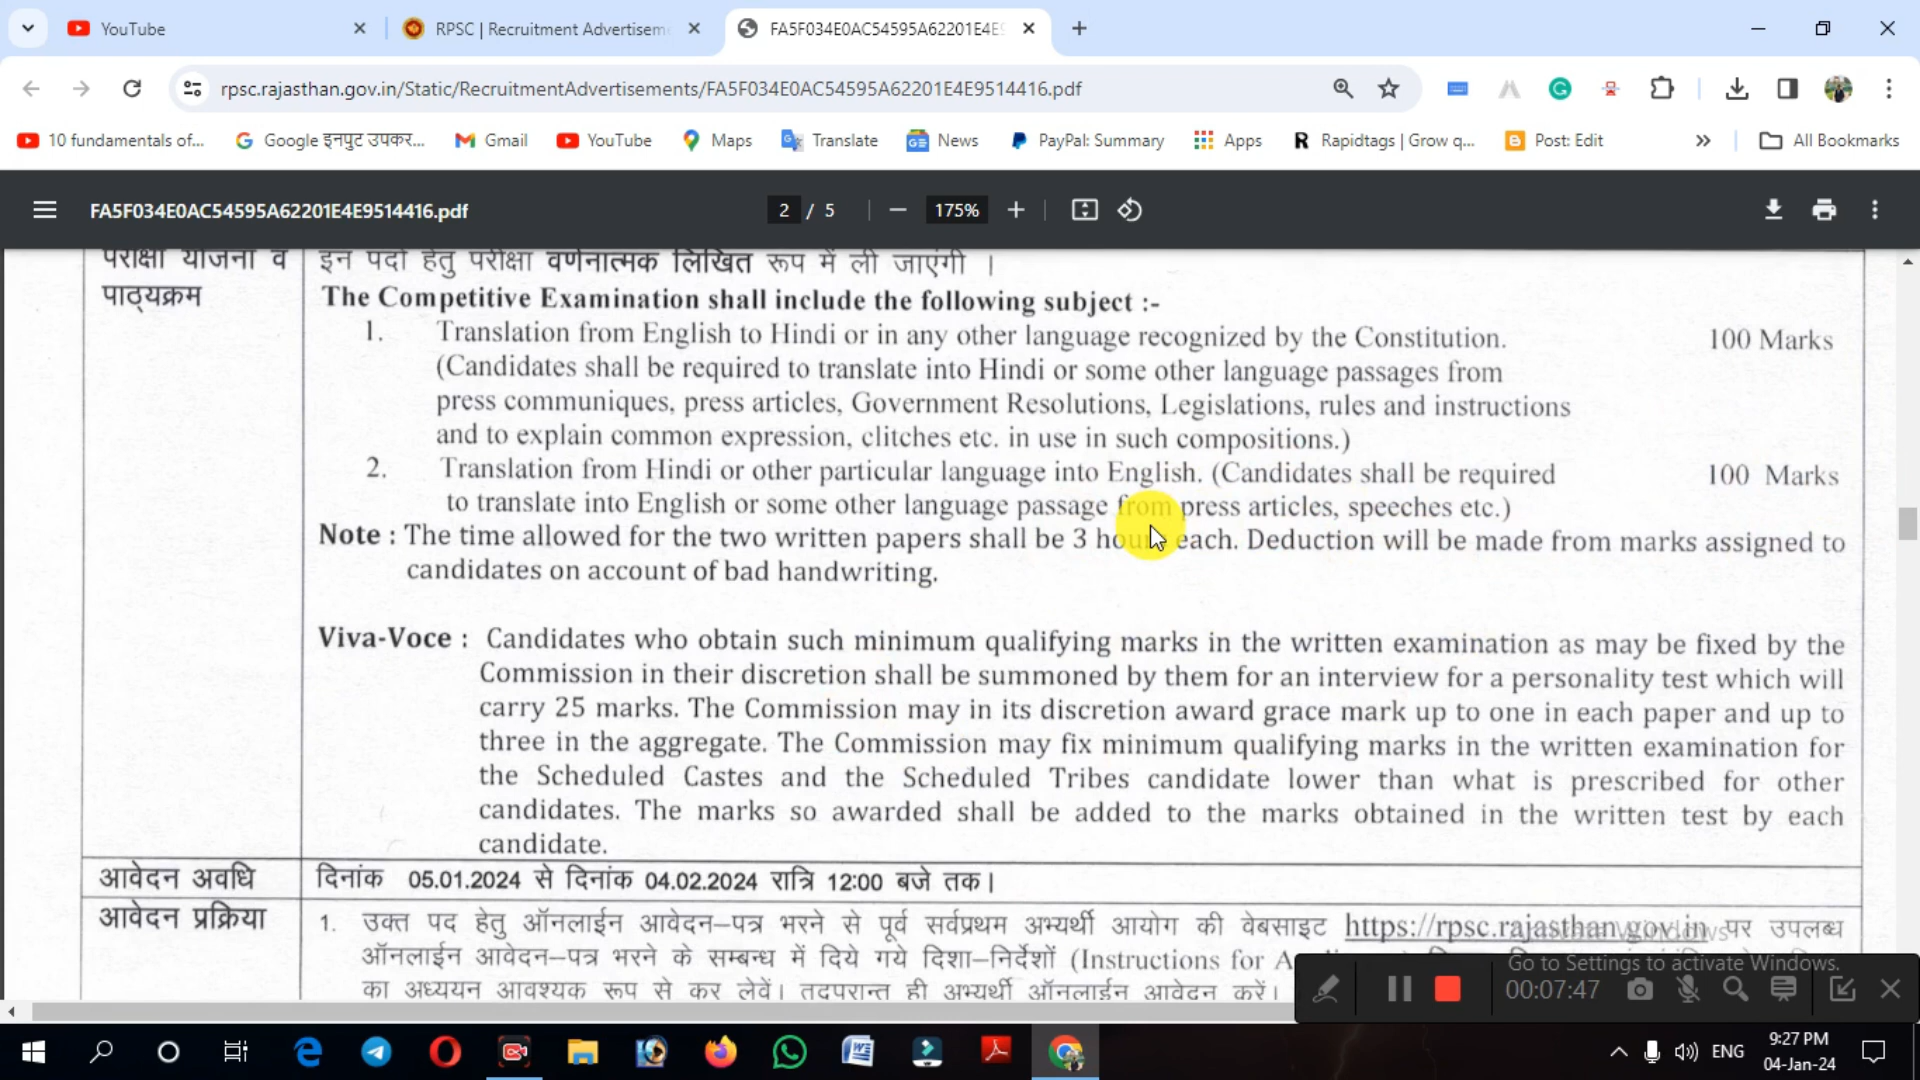 YouTube
RPSC | Recruitment Advertisem
FA5F034E0AC54595A62201E4E9
rpsc.rajasthan.gov.in/Static/RecruitmentAdvertisements/FA5F034E0AC54595A62201E4E9514416.pdf
10 fundamentals of...
Google इनपुट उपकर...
Gmail
YouTube
Maps
Translate
News
PayPal: Summary
Apps
Rapidtags | Grow q...
Post: Edit
All Bookmarks
FA5F034E0AC54595A62201E4E9514416.pdf
2 / 5
175%
परीक्षा योजना व
पाठ्यक्रम
इन पदों हेतु परीक्षा वर्णनात्मक लिखित रूप में ली जाएंगी ।
The Competitive Examination shall include the following subject :-
1. Translation from English to Hindi or in any other language recognized by the Constitution. 100 Marks
(Candidates shall be required to translate into Hindi or some other language passages from
press communiques, press articles, Government Resolutions, Legislations, rules and instructions
and to explain common expression, clitches etc. in use in such compositions.)
2. Translation from Hindi or other particular language into English. (Candidates shall be required 100 Marks
to translate into English or some other language passage from press articles, speeches etc.)
Note : The time allowed for the two written papers shall be 3 hours each. Deduction will be made from marks assigned to
candidates on account of bad handwriting.
Viva-Voce : Candidates who obtain such minimum qualifying marks in the written examination as may be fixed by the
Commission in their discretion shall be summoned by them for an interview for a personality test which will
carry 25 marks. The Commission may in its discretion award grace mark up to one in each paper and up to
three in the aggregate. The Commission may fix minimum qualifying marks in the written examination for
the Scheduled Castes and the Scheduled Tribes candidate lower than what is prescribed for other
candidates. The marks so awarded shall be added to the marks obtained in the written test by each
candidate.
आवेदन अवधि
दिनांक 05.01.2024 से दिनांक 04.02.2024 रात्रि 12:00 बजे तक।
आवेदन प्रक्रिया
1. उक्त पद हेतु ऑनलाईन आवेदन–पत्र भरने से पूर्व सर्वप्रथम अभ्यर्थी आयोग की वेबसाइट https://rpsc.rajasthan.gov.in पर उपलब्ध
ऑनलाईन आवेदन–पत्र भरने के सम्बन्ध में दिये गये दिशा–निर्देशों (Instructions for
का अध्ययन आवश्यक रूप से कर लेवें। तदपरान्त ही अभ्यर्थी ऑनलाईन आवेदन करें।
Go to Settings to activate Windows.
00:07:47
ENG
9:27 PM
04-Jan-24